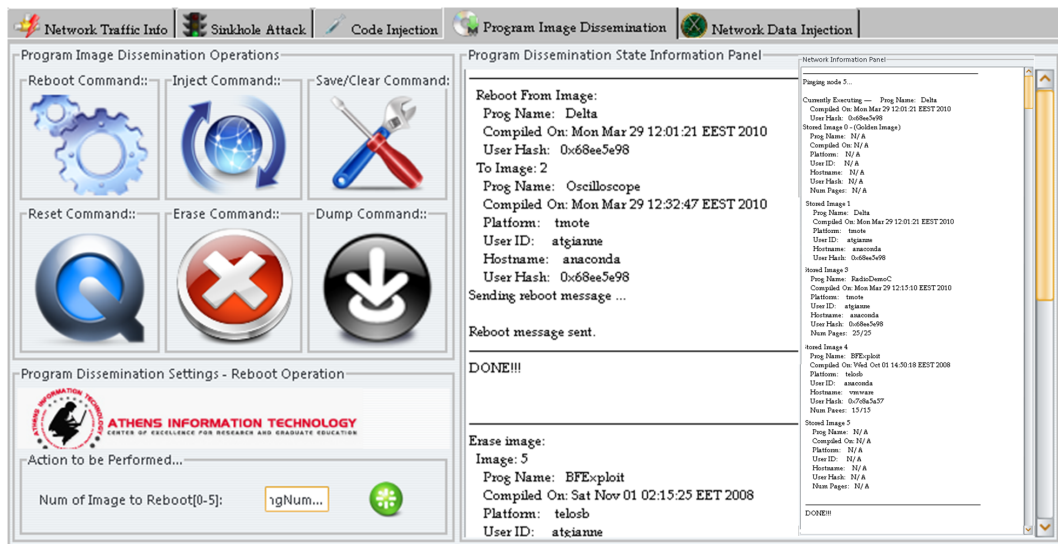 Network Traffic Info
Sinkhole Attack
Code Injection
Program Image Dissemination
Network Data Injection
Program Image Dissemination Operations
Reboot Command::
Inject Command::
Save/Clear Command:
Reset Command::
Erase Command::
Dump Command::
Program Dissemination Settings - Reboot Operation
ATHENS INFORMATION TECHNOLOGY
ATHENS INFORMATION TECHNOLOGY
CENTER OF EXCELLENCE FOR RESEARCH AND GRADUATE EDUCATION
Action to be Performed...
Num of Image to Reboot[0-5]:
ngNum...
Program Dissemination State Information Panel
Reboot From Image:
Prog Name: Delta
Compiled On: Mon Mar 29 12:01:21 EEST 2010
User Hash: 0x68ee5e98
To Image: 2
Prog Name: Oscilloscope
Compiled On: Mon Mar 29 12:32:47 EEST 2010
Platform: tmote
User ID: atgianne
Hostname: anaconda
User Hash: 0x68ee5e98
Sending reboot message ...
Reboot message sent.
DONE!!!
Erase image:
Image: 5
Prog Name: BFExploit
Compiled On: Sat Nov 01 02:15:25 EET 2008
Platform: telosb
User ID: atgianne
Network Information Panel
Pinging node 5...
Currently Executing — Prog Name: Delta
Compiled On: Mon Mar 29 12:01:21 EEST 2010
User Hash: 0x68ee5e98
Stored Image 0 - (Golden Image)
Prog Name: N/A
Compiled On: N/A
Platform: N/A
User ID: N/A
Hostname: N/A
User Hash: N/A
Num Pages: N/A
Stored Image 1
Prog Name: Delta
Compiled On: Mon Mar 29 12:01:21 EEST 2010
Platform: tmote
User ID: atgianne
Hostname: anaconda
User Hash: 0x68ee5e98
Stored Image 3
Prog Name: RadioDemoC
Compiled On: Mon Mar 29 12:15:10 EEST 2010
Platform: tmote
User ID: atgianne
Hostname: anaconda
User Hash: 0x68ee5e98
Num Pages: 25/25
Stored Image 4
Prog Name: BFExploit
Compiled On: Wed Oct 01 14:50:18 EEST 2008
Platform: telosb
User ID: anaconda
Hostname: vmware
User Hash: 0x7c8a5a57
Num Pages: 15/15
Stored Image 5
Prog Name: N/A
Compiled On: N/A
Platform: N/A
User ID: N/A
Hostname: N/A
User Hash: N/A
Num Pages: N/A
DONE!!!